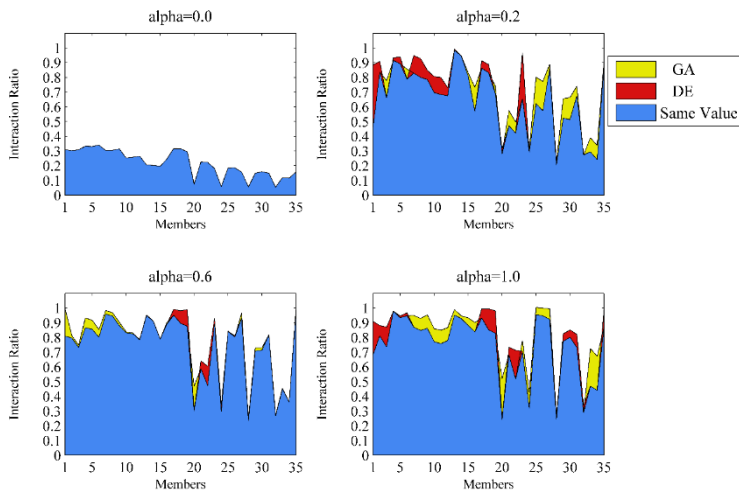 alpha=0.0
alpha=0.2
Interaction Ratio
0.9
0.8
0.7
0.6
0.5
0.4
0.3
0.2
0.1
0
1
1 5 10 15 20 25 30 35
Members
Interaction Ratio
0.9
0.8
0.7
0.6
0.5
0.4
0.3
0.2
0.1
0
1
1 5 10 15 20 25 30 35
Members
GA
DE
Same Value
alpha=0.6
alpha=1.0
Interaction Ratio
1
0.9
0.8
0.7
0.6
0.5
0.4
0.3
0.2
0.1
0
1 5 10 15 20 25 30 35
Members
Interaction Ratio
1
0.9
0.8
0.7
0.6
0.5
0.4
0.3
0.2
0.1
0
1 5 10 15 20 25 30 35
Members